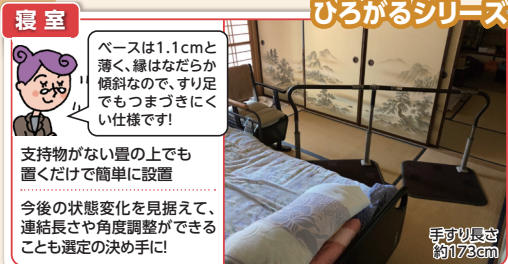 寝室
ひろがるシリーズ
ベースは1.1cmと
薄く、縁はなだらか
傾斜なので、すり足
でもつまづきにく
い仕様です!
支持物がない畳の上でも
置くだけで簡単に設置
今後の状態変化を見据えて、
連結長さや角度調整ができる
ことも選定の決め手に!
手すり長さ
約173cm